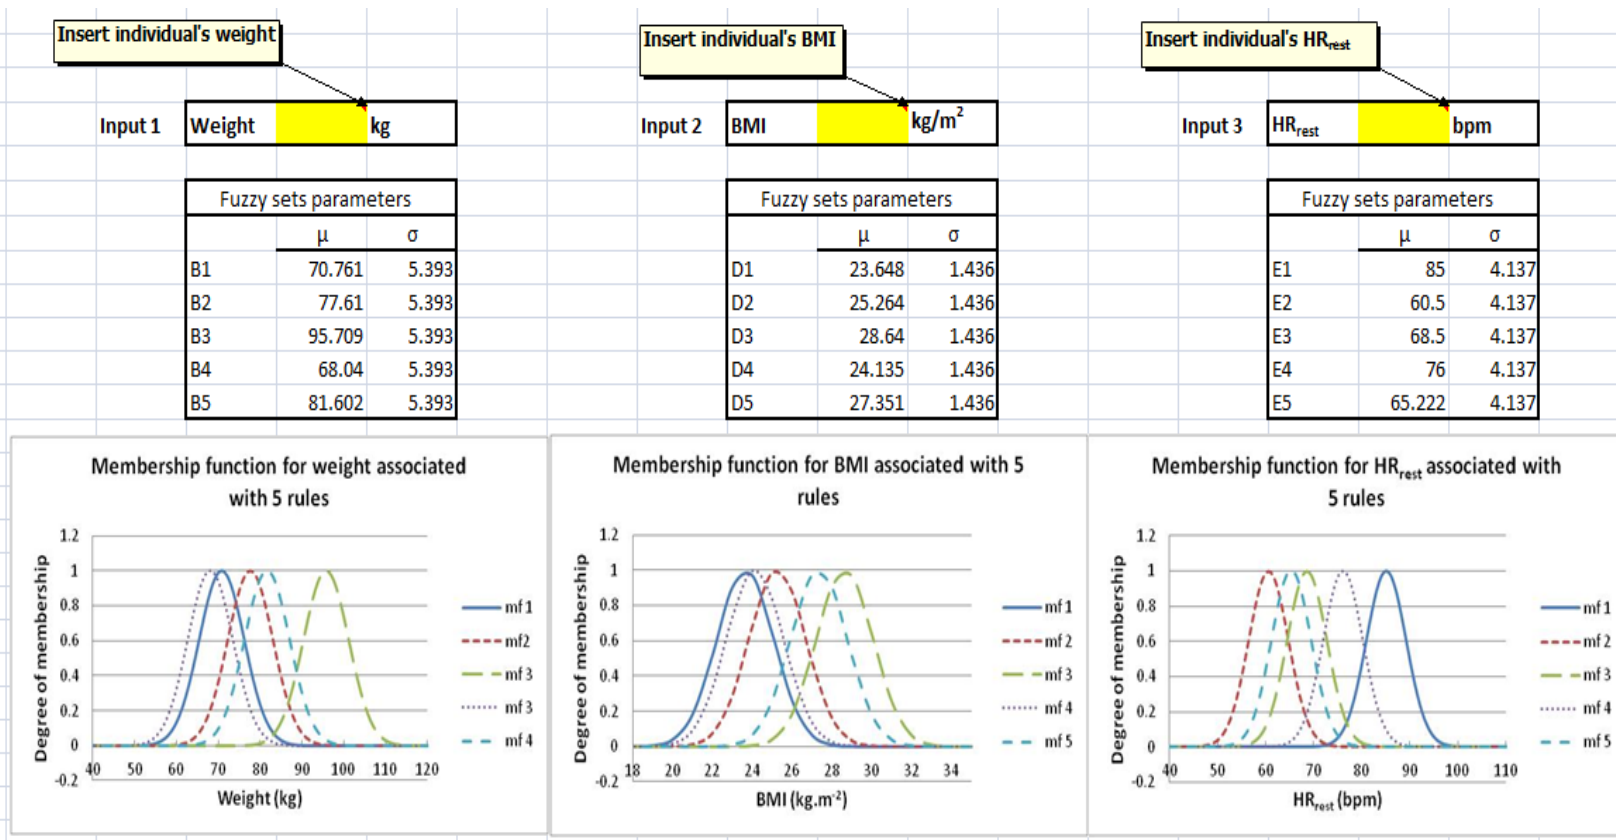 Insert individual's weight
Insert individual's BMI
Insert individual's HRrest
Input 1 Weight kg
Input 2 BMI kg/m²
Input 3 HRrest bpm
Fuzzy sets parameters
μ σ
B1 70.761 5.393
B2 77.61 5.393
B3 95.709 5.393
B4 68.04 5.393
B5 81.602 5.393
Fuzzy sets parameters
μ σ
D1 23.648 1.436
D2 25.264 1.436
D3 28.64 1.436
D4 24.135 1.436
D5 27.351 1.436
Fuzzy sets parameters
μ σ
E1 85 4.137
E2 60.5 4.137
E3 68.5 4.137
E4 76 4.137
E5 65.222 4.137
Membership function for weight associated
with 5 rules
Degree of membership
1.2
1
0.8
0.6
0.4
0.2
0
-0.2
40 50 60 70 80 90 100 110 120
Weight (kg)
mf1
mf2
mf3
mf3
mf4
Membership function for BMI associated with 5
rules
Degree of membership
1.2
1
0.8
0.6
0.4
0.2
0
-0.2
18 20 22 24 26 28 30 32 34
BMI (kg.m⁻²)
mf1
mf2
mf3
mf4
mf5
Membership function for HRrest associated with
5 rules
Degree of membership
1.2
1
0.8
0.6
0.4
0.2
0
-0.2
40 50 60 70 80 90 100 110
HRrest (bpm)
mf1
mf2
mf3
mf4
mf5